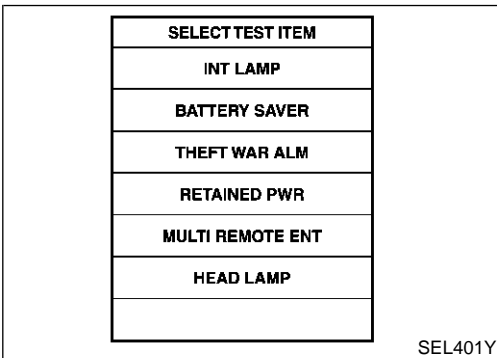 SELECT TEST ITEM
INT LAMP
BATTERY SAVER
THEFT WAR ALM
RETAINED PWR
MULTI REMOTE ENT
HEAD LAMP
SEL401Y